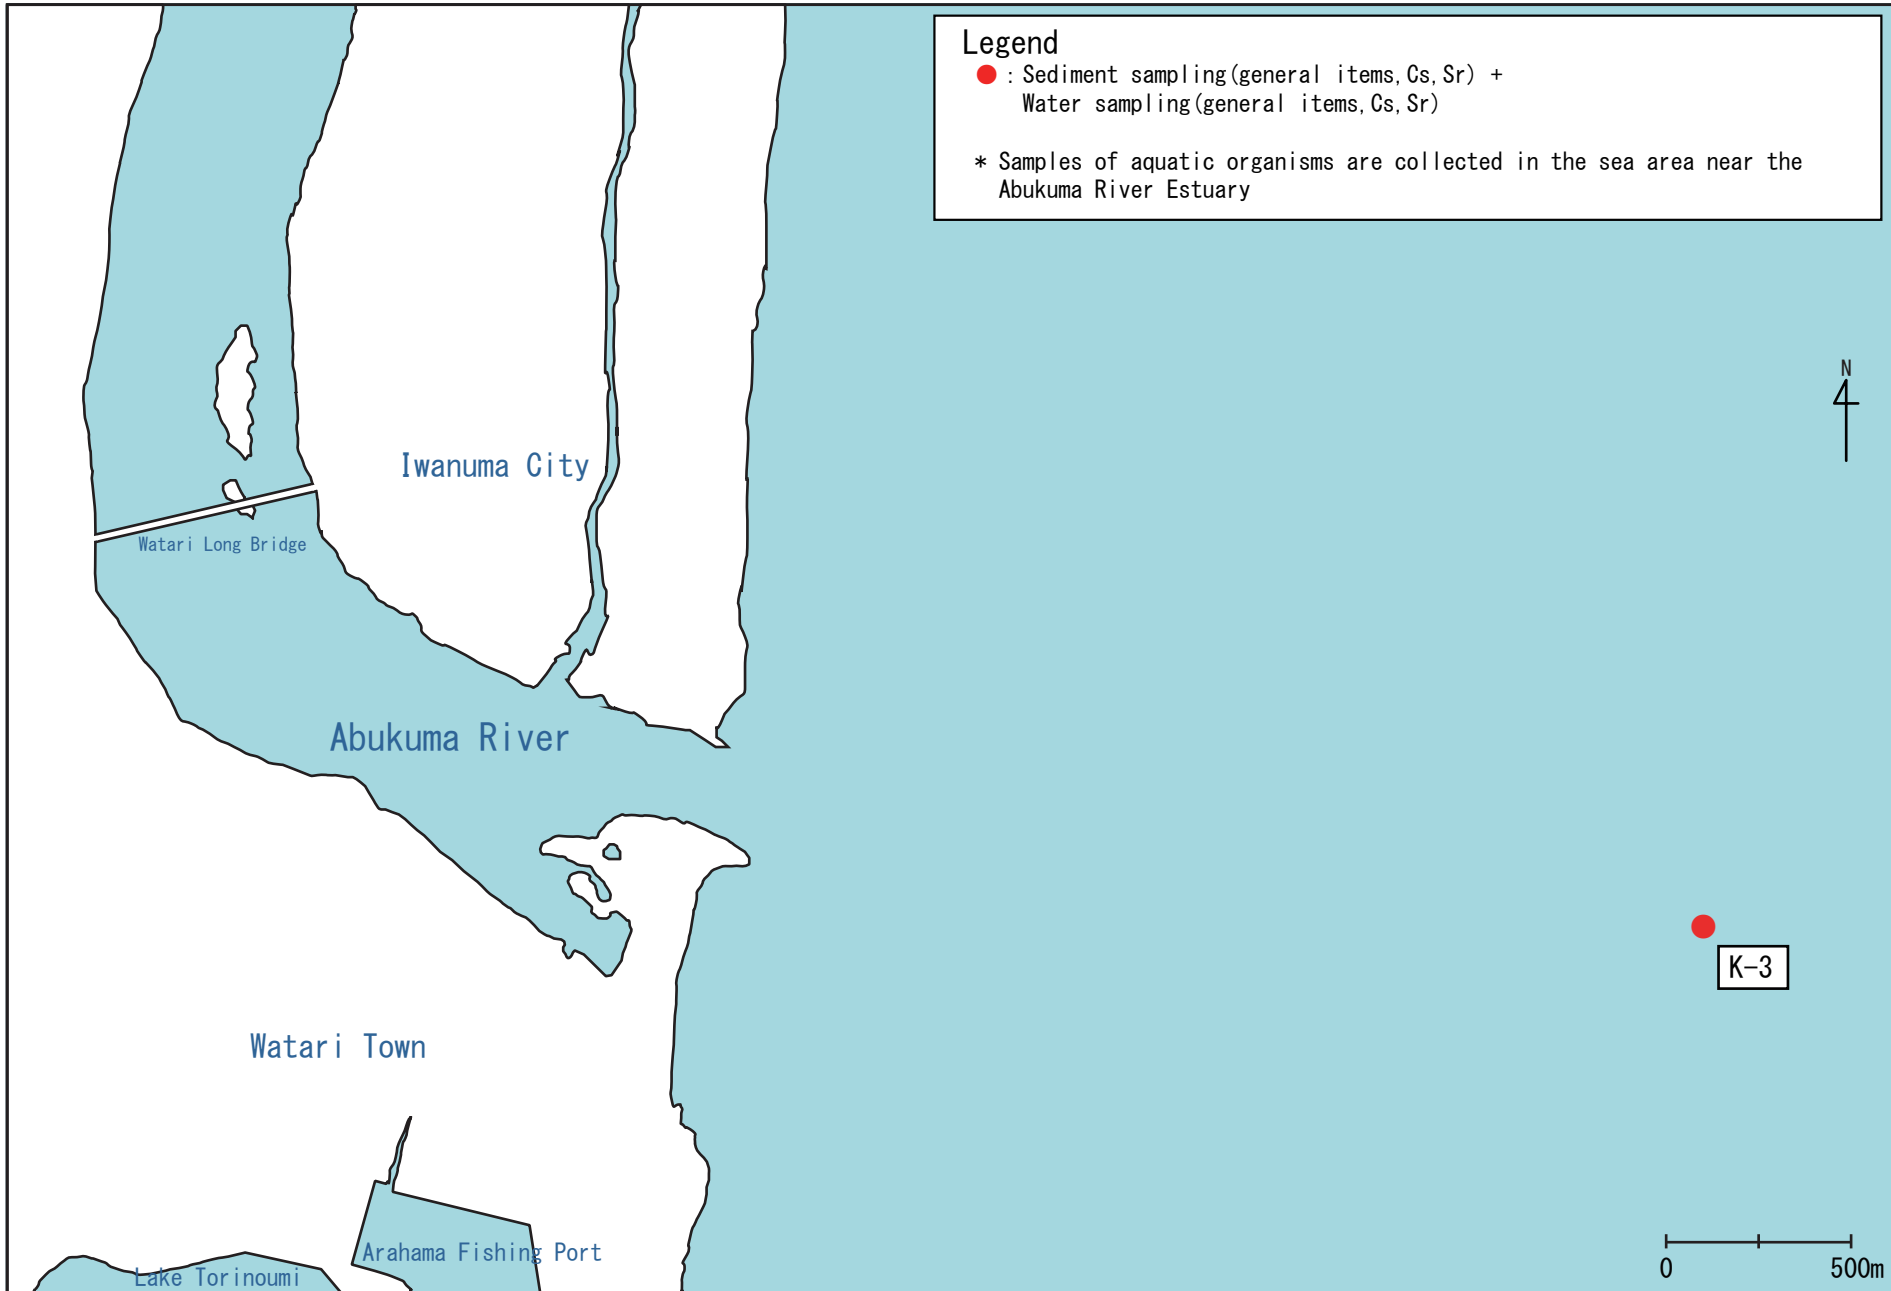 Legend
: Sediment sampling(general items,Cs,Sr) +
Water sampling(general items,Cs,Sr)
* Samples of aquatic organisms are collected in the sea area near the
Abukuma River Estuary
N
Iwanuma City
Watari Long Bridge
Abukuma River
K-3
Watari Town
Arahama Fishing Port
Lake Torinoumi
0 500m